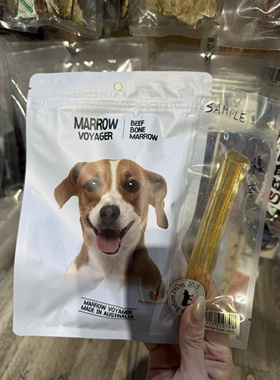 MARROW
VOYAGER
BEEF
BONE
MARROW
MARROW VOYAGER
MADE IN AUSTRALIA
SAMPLE